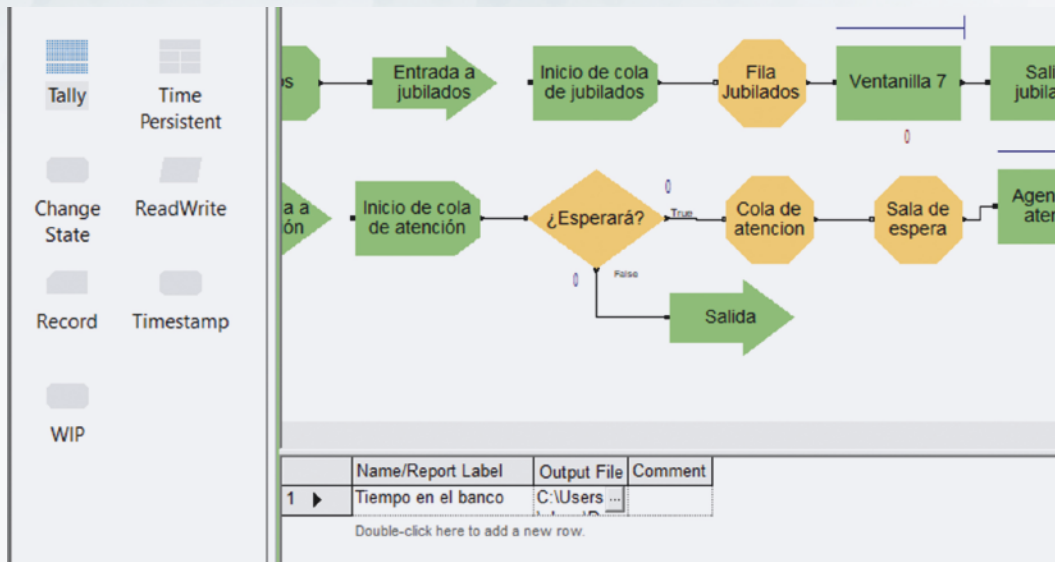 Tally
Time
Persistent
Change
State
ReadWrite
Record
Timestamp
WIP
Entrada a
jubilados
Inicio de cola
de jubilados
Fila
Jubilados
Ventanilla 7
0
Inicio de cola
de atención
¿Esperará?
0
True
0
False
Cola de
atencion
Sala de
espera
Salida
Name/Report Label Output File Comment
1 Tiempo en el banco C:\Users ...
Double-click here to add a new row.